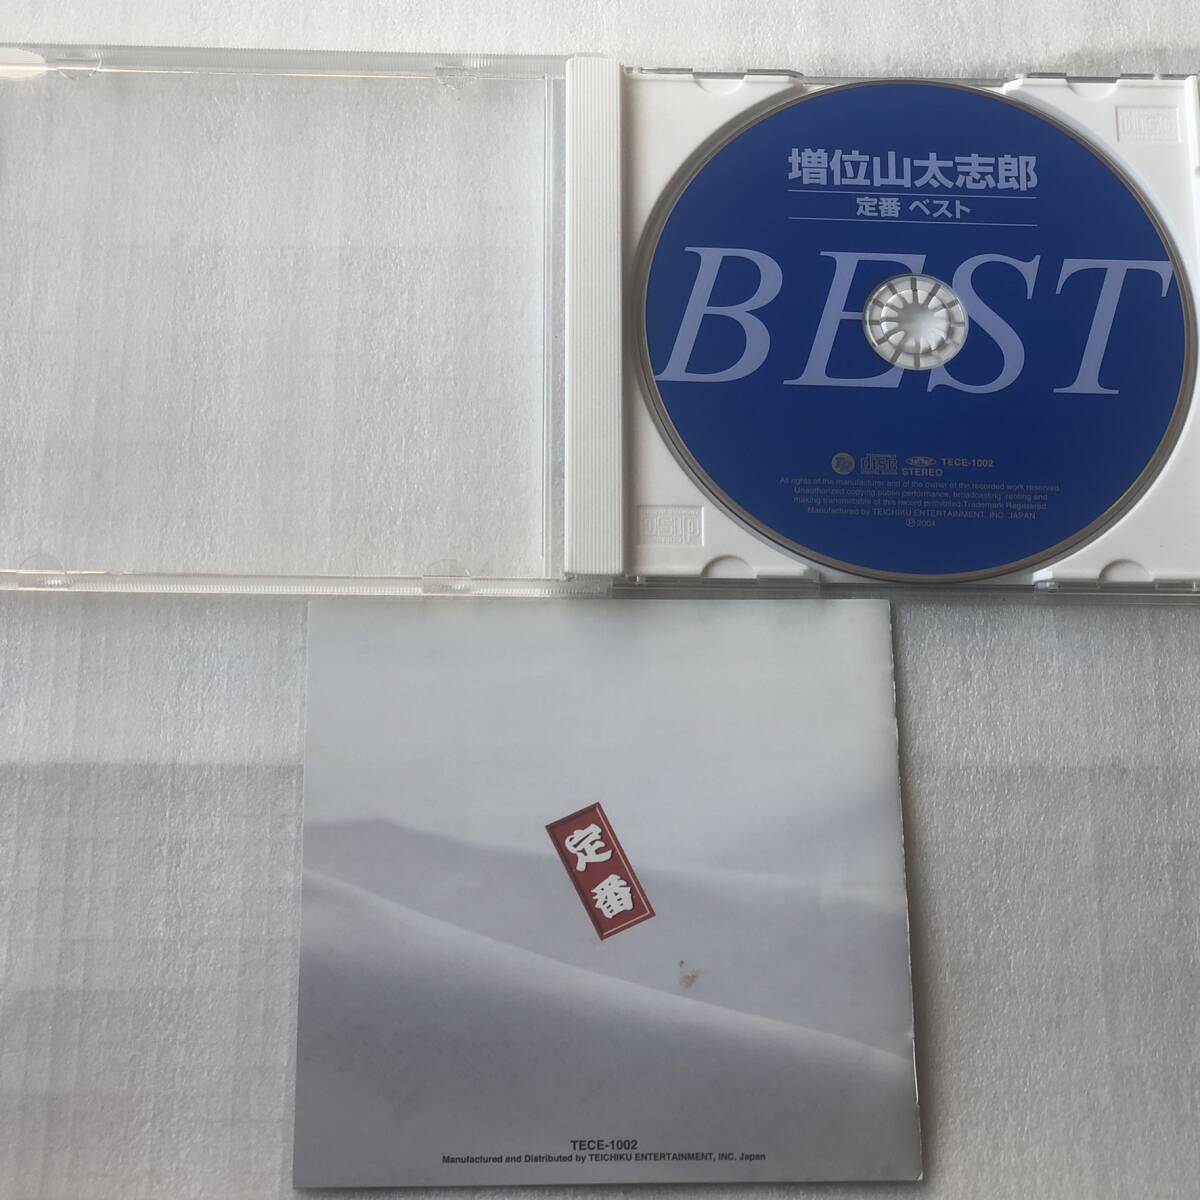 増位山太志郎
定番 ベスト
BEST
disc
STEREO
TECE-1002
All rights of the manufacturer and of the owner of the recorded work reserved.
Unauthorized copying,public performance, broadcasting, renting and
making transmittable of this record prohibited.Trademark Registered.
Manufactured by TEICHIKU ENTERTAINMENT, INC. JAPAN
Ⓟ2004
定番
TECE-1002
Manufactured and Distributed by TEICHIKU ENTERTAINMENT, INC. Japan